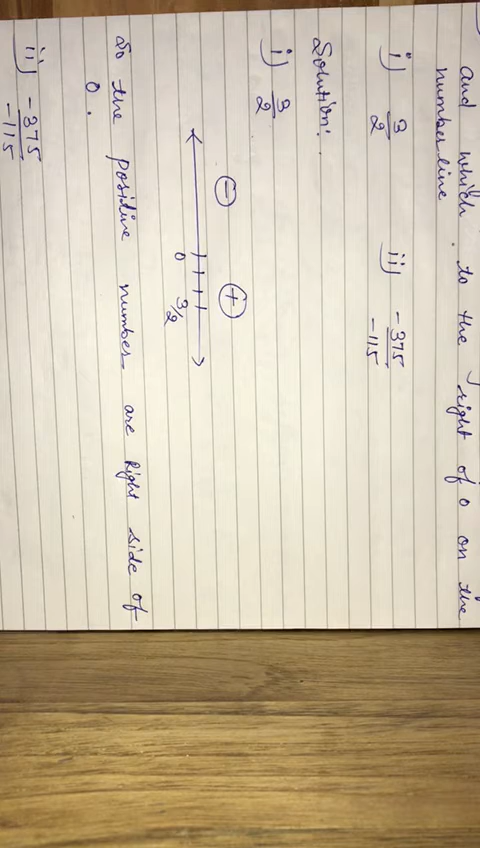 and which to the right of 0 on the
number line
i) 3/2 ii) -375/-115
Solution:
i) 3/2
⊖ ⊕
0 3/2
So the positive numbers are right side of
0.
ii) -375/-115